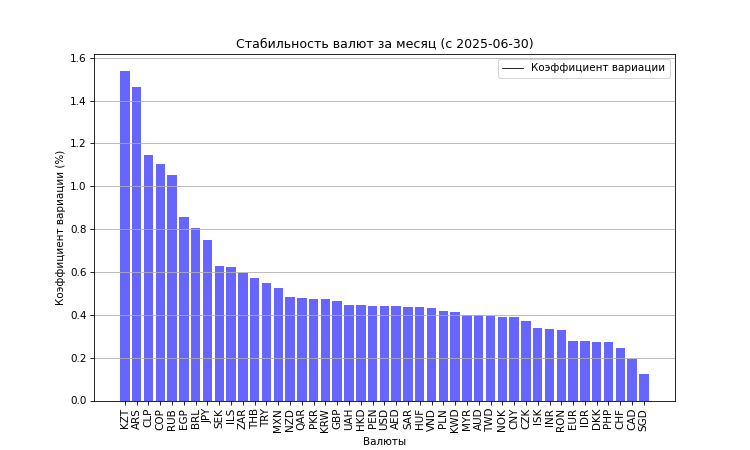 Стабильность валют за месяц (с 2025-06-30)
Коэффициент вариации
Коэффициент вариации (%)
1.6
1.4
1.2
1.0
0.8
0.6
0.4
0.2
0.0
KZT ARS CLP COP RUB EGP BRL JPY SEK ILS ZAR THB TRY MXN NZD QAR PKR KRW GBP UAH HKD PEN USD AED SAR HUF VND PLN KWD MYR AUD TWD NOK CNY CZK ISK INR RON EUR IDR DKK PHP CHF CAD SGD
Валюты